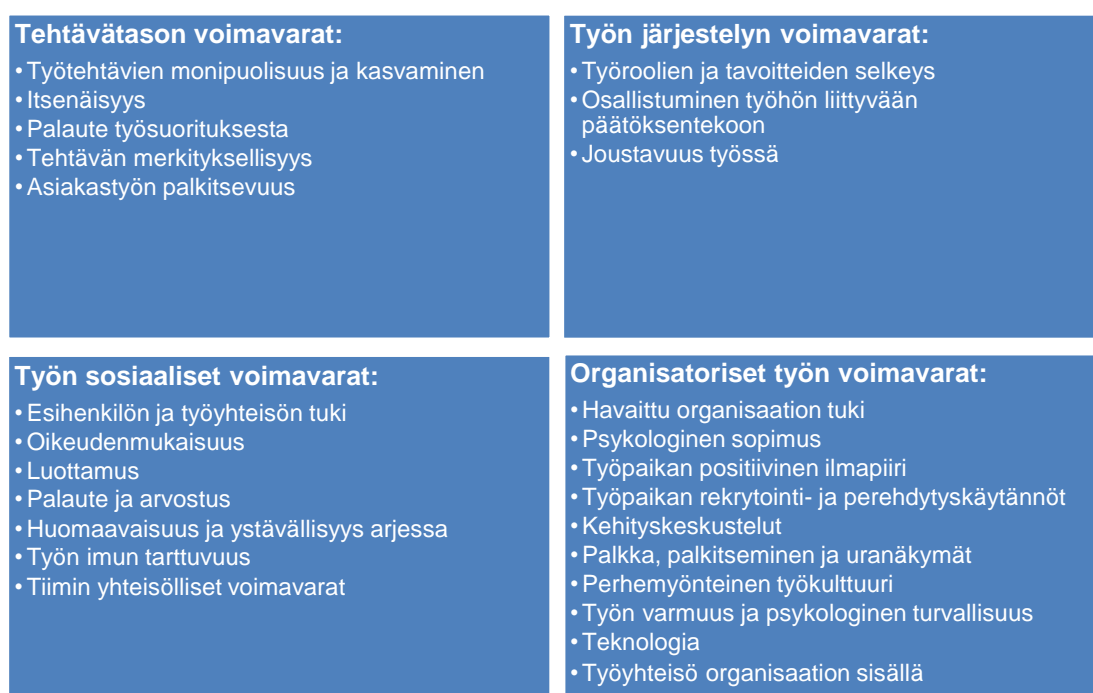 Tehtävätason voimavarat:
• Työtehtävien monipuolisuus ja kasvaminen
• Itsenäisyys
• Palaute työsuorituksesta
• Tehtävän merkityksellisyys
• Asiakastyön palkitsevuus
Työn järjestelyn voimavarat:
• Työroolien ja tavoitteiden selkeys
• Osallistuminen työhön liittyvään
päätöksentekoon
• Joustavuus työssä
Työn sosiaaliset voimavarat:
• Esihenkilön ja työyhteisön tuki
• Oikeudenmukaisuus
• Luottamus
• Palaute ja arvostus
• Huomaavaisuus ja ystävällisyys arjessa
• Työn imun tarttuvuus
• Tiimin yhteisölliset voimavarat
Organisatoriset työn voimavarat:
• Havaittu organisaation tuki
• Psykologinen sopimus
• Työpaikan positiivinen ilmapiiri
• Työpaikan rekrytointi- ja perehdytyskäytännöt
• Kehityskeskustelut
• Palkka, palkitseminen ja uranäkymät
• Perhemyönteinen työkulttuuri
• Työn varmuus ja psykologinen turvallisuus
• Teknologia
• Työyhteisö organisaation sisällä